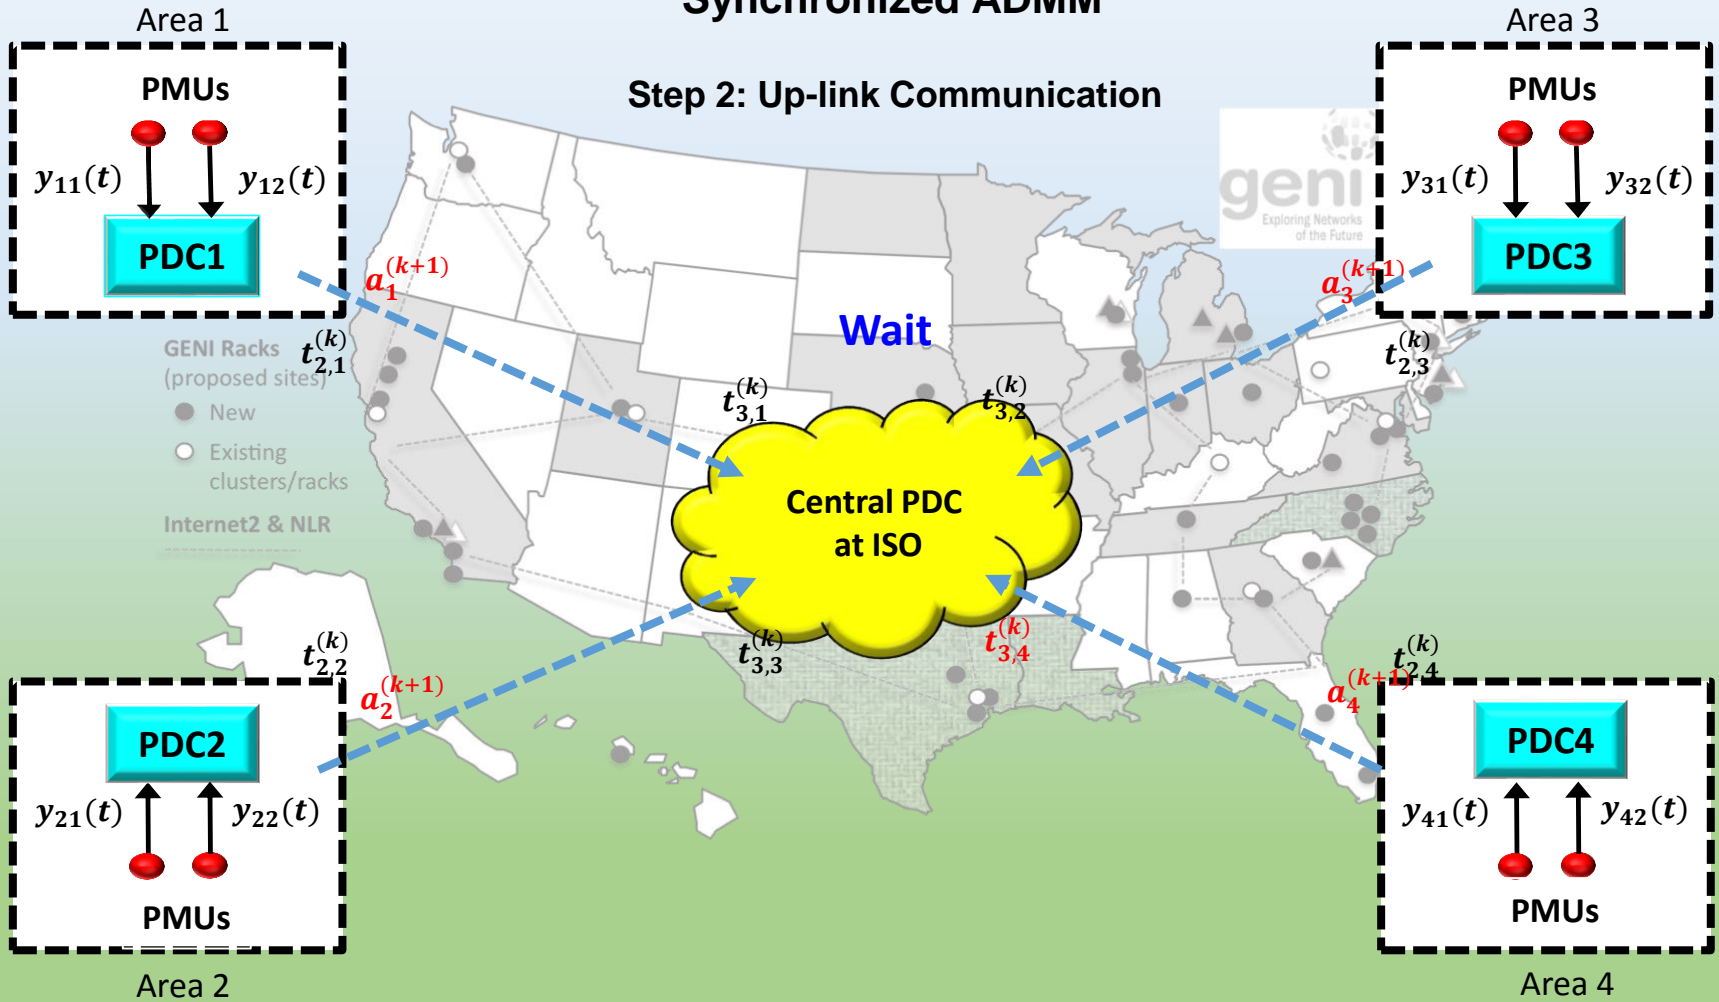 Synchronized ADMM
Area 1
Area 3
Step 2: Up-link Communication
PMUs
y₁₁(t)
y₁₂(t)
PDC1
PMUs
y₃₁(t)
y₃₂(t)
PDC3
geni
Exploring Networks
of the Future
a₁^(k+1)
a₃^(k+1)
Wait
t₂,₁^(k)
t₂,₃^(k)
GENI Racks
(proposed sites)
New
Existing
clusters/racks
Internet2 & NLR
t₃,₁^(k)
t₃,₂^(k)
Central PDC
at ISO
t₃,₃^(k)
t₃,₄^(k)
t₂,₂^(k)
t₂,₄^(k)
a₂^(k+1)
a₄^(k+1)
PDC2
y₂₁(t)
y₂₂(t)
PMUs
Area 2
PDC4
y₄₁(t)
y₄₂(t)
PMUs
Area 4